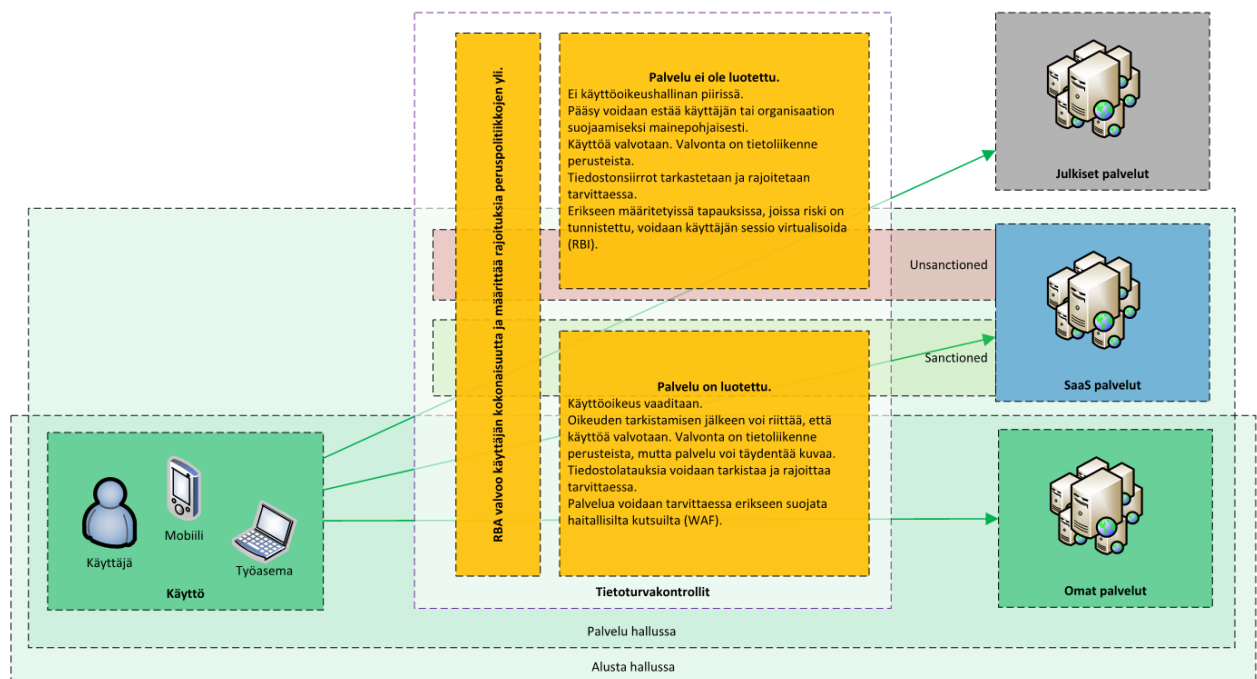 RBA valvoo käyttäjän kokonaisuutta ja määrittää rajoituksia peruspolitiikkojen yli.
Palvelu ei ole luotettu.
Ei käyttöoikeushallinan piirissä.
Pääsy voidaan estää käyttäjän tai organisaation
suojaamiseksi mainepohjaisesti.
Käyttöä valvotaan. Valvonta on tietoliikenne
perusteista.
Tiedostonsiirrot tarkastetaan ja rajoitetaan
tarvittaessa.
Erikseen määritetyissä tapauksissa, joissa riski on
tunnistettu, voidaan käyttäjän sessio virtualisoida
(RBI).
Julkiset palvelut
Unsanctioned
Sanctioned
SaaS palvelut
Palvelu on luotettu.
Käyttöoikeus vaaditaan.
Oikeuden tarkistamisen jälkeen voi riittää, että
käyttöä valvotaan. Valvonta on tietoliikenne
perusteista, mutta palvelu voi täydentää kuvaa.
Tiedostolatauksia voidaan tarkistaa ja rajoittaa
tarvittaessa.
Palvelua voidaan tarvittaessa erikseen suojata
haitallisilta kutsuilta (WAF).
Käyttäjä
Mobiili
Työasema
Käyttö
Tietoturvakontrollit
Omat palvelut
Palvelu hallussa
Alusta hallussa